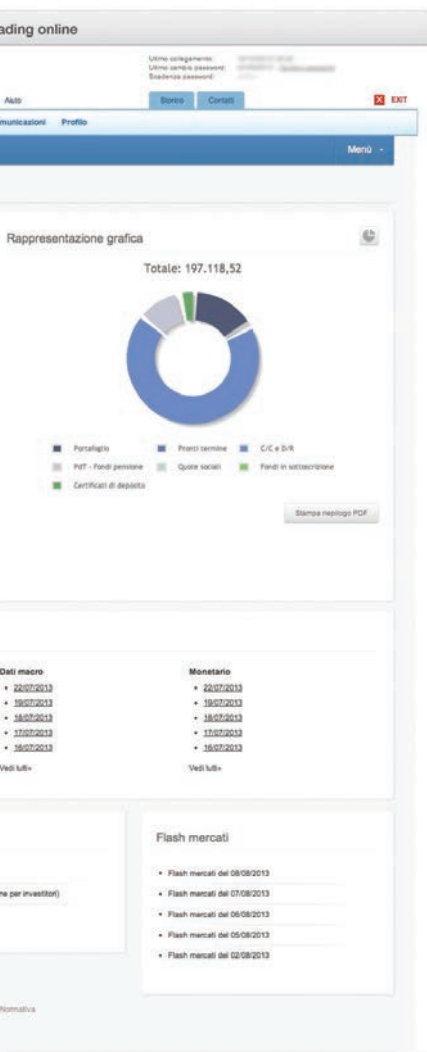 ading online
Ultimo collegamento:
Ultimo cambio password:
Scadenza password:
Aiuto
Storico
Contatti
EXIT
municazioni
Profilo
Menù
Rappresentazione grafica
Totale: 197.118,52
Portafoglio
Pronti termine
C/C e D/R
PdT - Fondi pensione
Quote sociali
Fondi in sottoscrizione
Certificati di deposito
Stampa riepilogo PDF
Dati macro
Monetario
22/07/2013
22/07/2013
19/07/2013
19/07/2013
18/07/2013
18/07/2013
17/07/2013
17/07/2013
16/07/2013
16/07/2013
Vedi tutti»
Vedi tutti»
ne per investitori)
Flash mercati
Flash mercati del 08/08/2013
Flash mercati del 07/08/2013
Flash mercati del 06/08/2013
Flash mercati del 05/08/2013
Flash mercati del 02/08/2013
Normativa